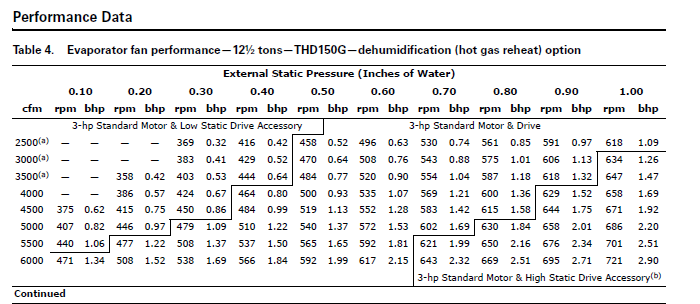 Performance Data
Table 4. Evaporator fan performance—12½ tons—THD150G—dehumidification (hot gas reheat) option
External Static Pressure (Inches of Water)
0.10 0.20 0.30 0.40 0.50 0.60 0.70 0.80 0.90 1.00
cfm rpm bhp rpm bhp rpm bhp rpm bhp rpm bhp rpm bhp rpm bhp rpm bhp rpm bhp rpm bhp
3-hp Standard Motor & Low Static Drive Accessory 3-hp Standard Motor & Drive
2500(a) — — — — 369 0.32 416 0.42 458 0.52 496 0.63 530 0.74 561 0.85 591 0.97 618 1.09
3000(a) — — — — 383 0.41 429 0.52 470 0.64 508 0.76 543 0.88 575 1.01 606 1.13 634 1.26
3500(a) — — 358 0.42 403 0.53 444 0.64 484 0.77 520 0.90 554 1.04 587 1.18 618 1.32 647 1.47
4000 — — 386 0.57 424 0.67 464 0.80 500 0.93 535 1.07 569 1.21 600 1.36 629 1.52 658 1.69
4500 375 0.62 415 0.75 450 0.86 484 0.99 519 1.13 552 1.28 583 1.42 615 1.58 644 1.75 671 1.92
5000 407 0.82 446 0.97 479 1.09 510 1.22 540 1.37 572 1.53 602 1.69 630 1.84 658 2.01 686 2.20
5500 440 1.06 477 1.22 508 1.37 537 1.50 565 1.65 592 1.81 621 1.99 650 2.16 676 2.34 701 2.51
6000 471 1.34 508 1.52 538 1.69 566 1.84 592 1.99 617 2.15 643 2.32 669 2.51 695 2.71 721 2.90
3-hp Standard Motor & High Static Drive Accessory(b)
Continued